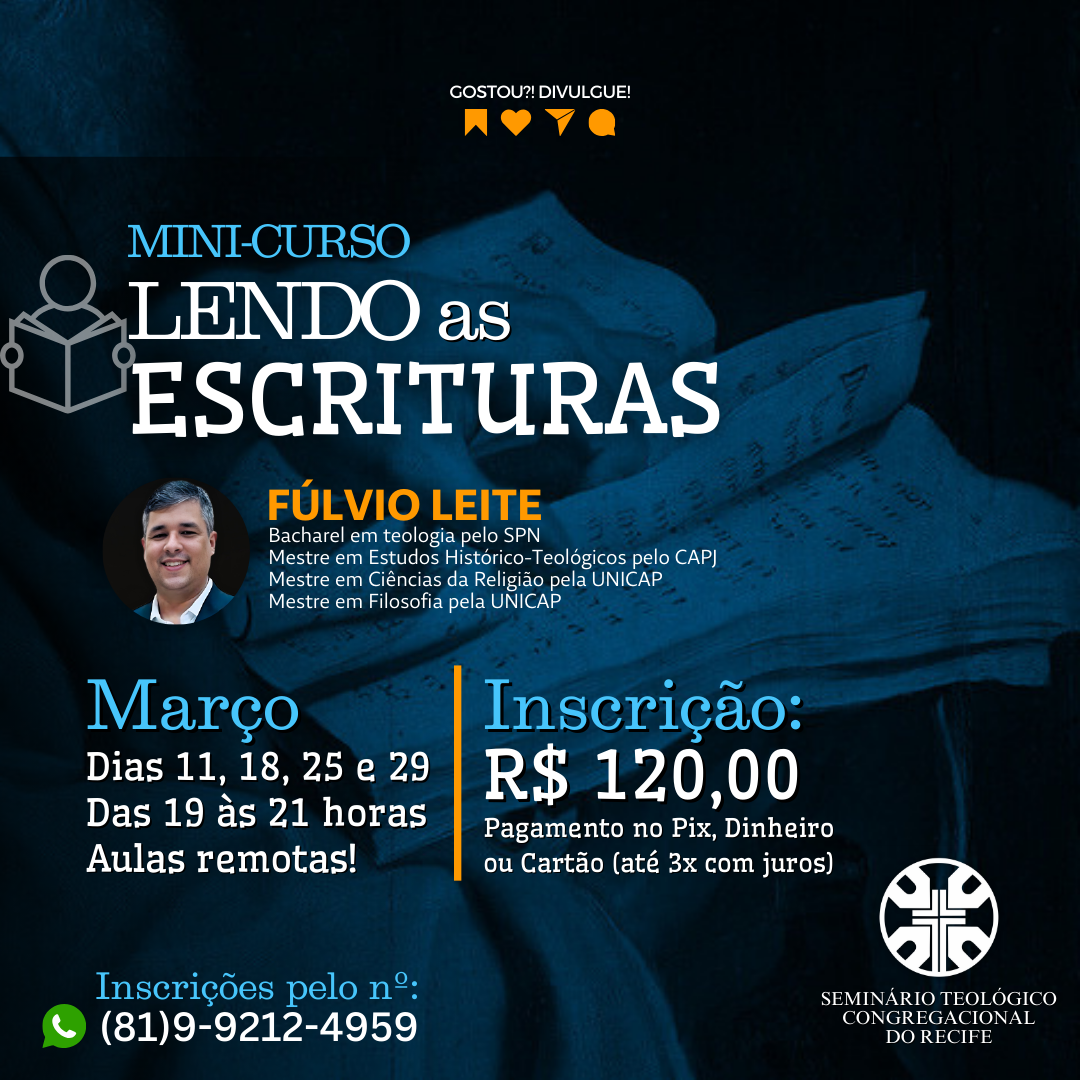 GOSTOU?! DIVULGUE!
MINI-CURSO
LENDO as
ESCRITURAS
FÚLVIO LEITE
Bacharel em teologia pelo SPN
Mestre em Estudos Histórico-Teológicos pelo CAPJ
Mestre em Ciências da Religião pela UNICAP
Mestre em Filosofia pela UNICAP
Março
Dias 11, 18, 25 e 29
Das 19 às 21 horas
Aulas remotas!
Inscrição:
R$ 120,00
Pagamento no Pix, Dinheiro
ou Cartão (até 3x com juros)
Inscrições pelo nº:
(81)9-9212-4959
SEMINÁRIO TEOLÓGICO
CONGREGACIONAL
DO RECIFE